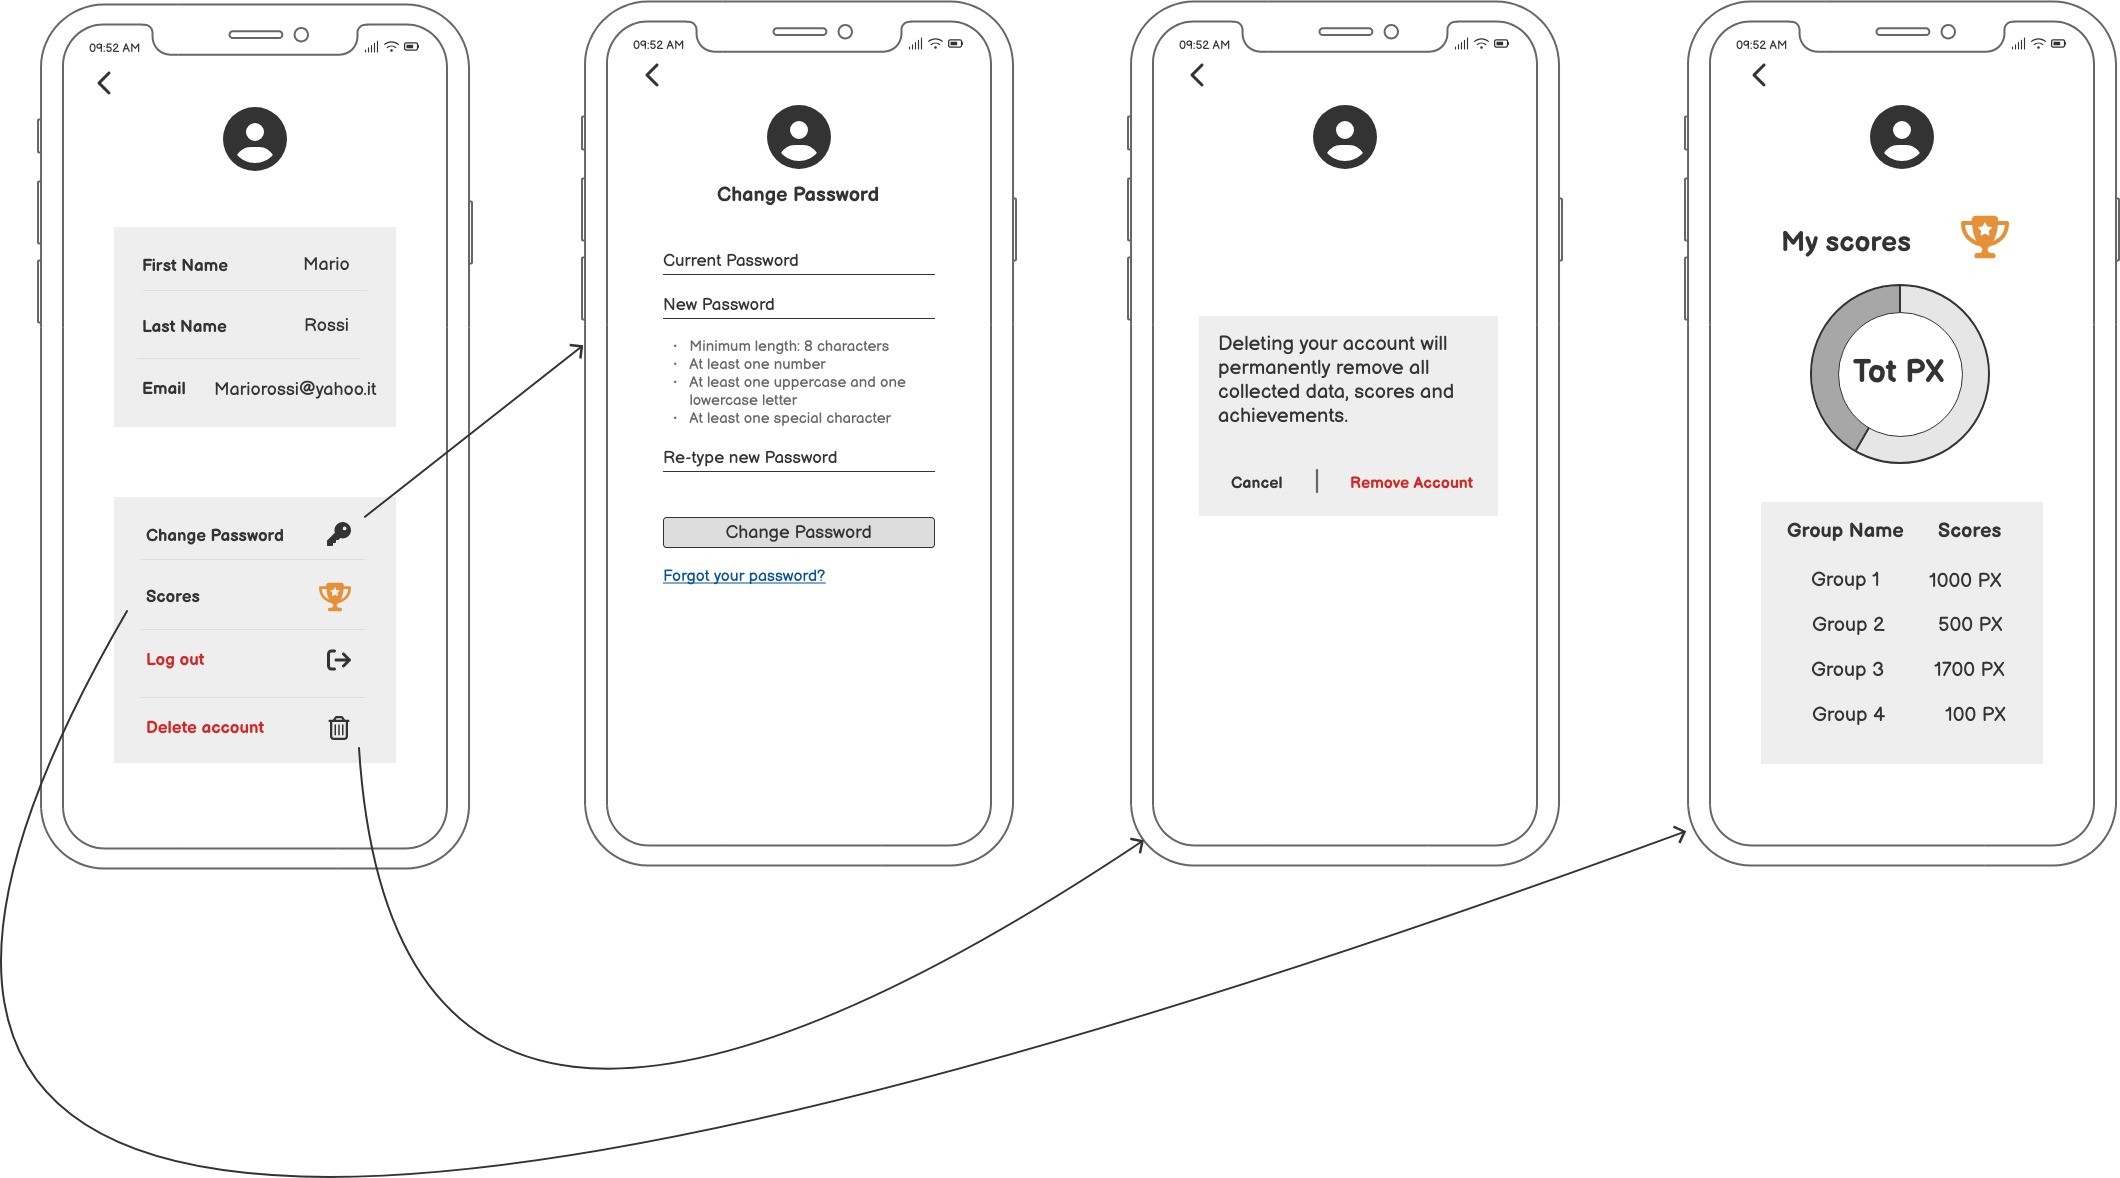 09:52 AM
First Name Mario
Last Name Rossi
Email Mariorossi@yahoo.it
Change Password
Scores
Log out
Delete account
09:52 AM
Change Password
Current Password
New Password
· Minimum length: 8 characters
· At least one number
· At least one uppercase and one
lowercase letter
· At least one special character
Re-type new Password
Change Password
Forgot your password?
09:52 AM
Deleting your account will
permanently remove all
collected data, scores and
achievements.
Cancel | Remove Account
09:52 AM
My scores
Tot PX
Group Name Scores
Group 1 1000 PX
Group 2 500 PX
Group 3 1700 PX
Group 4 100 PX